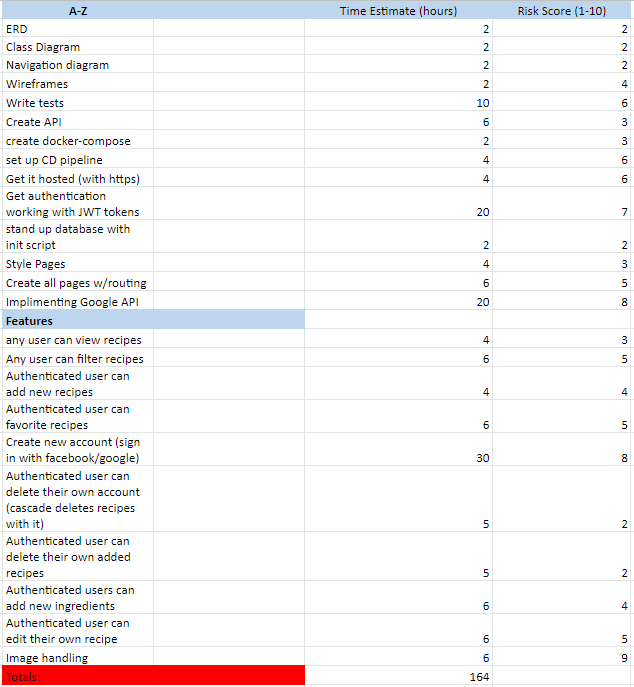 A-Z Time Estimate (hours) Risk Score (1-10)
ERD 2 2
Class Diagram 2 2
Navigation diagram 2 2
Wireframes 2 4
Write tests 10 6
Create API 6 3
create docker-compose 2 3
set up CD pipeline 4 6
Get it hosted (with https) 4 6
Get authentication
working with JWT tokens 20 7
stand up database with
init script 2 2
Style Pages 4 3
Create all pages w/routing 6 5
Implimenting Google API 20 8
Features
any user can view recipes 4 3
Any user can filter recipes 6 5
Authenticated user can
add new recipes 4 4
Authenticated user can
favorite recipes 6 5
Create new account (sign
in with facebook/google) 30 8
Authenticated user can
delete their own account
(cascade deletes recipes
with it) 5 2
Authenticated user can
delete their own added
recipes 5 2
Authenticated users can
add new ingredients 6 4
Authenticated user can
edit their own recipe 6 5
Image handling 6 9
Totals: 164